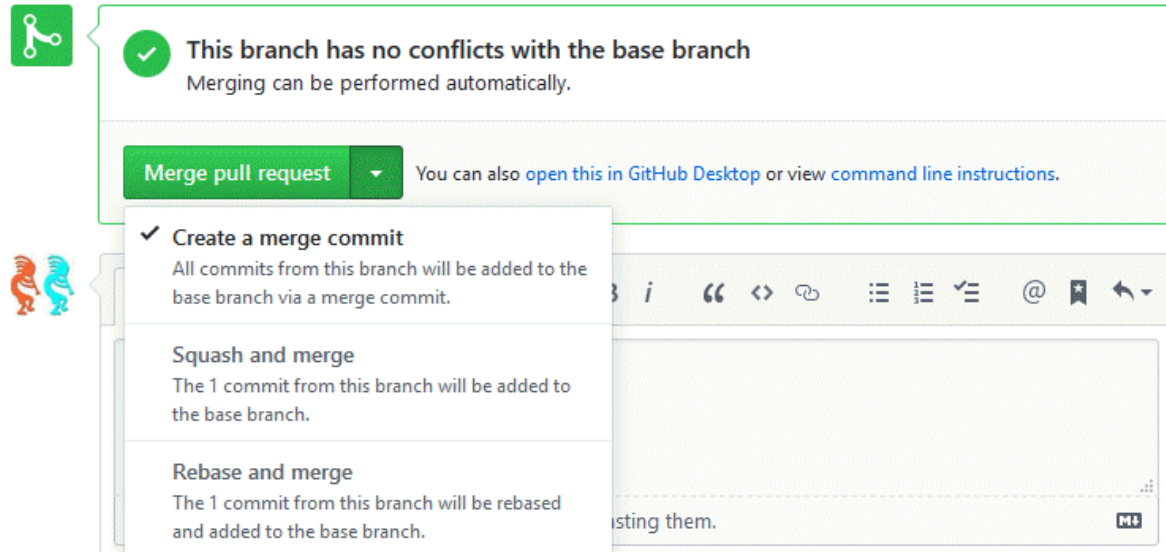 This branch has no conflicts with the base branch
Merging can be performed automatically.
Merge pull request
You can also open this in GitHub Desktop or view command line instructions.
Create a merge commit
All commits from this branch will be added to the
base branch via a merge commit.
Squash and merge
The 1 commit from this branch will be added to
the base branch.
Rebase and merge
The 1 commit from this branch will be rebased
and added to the base branch.
i
@
them.
M